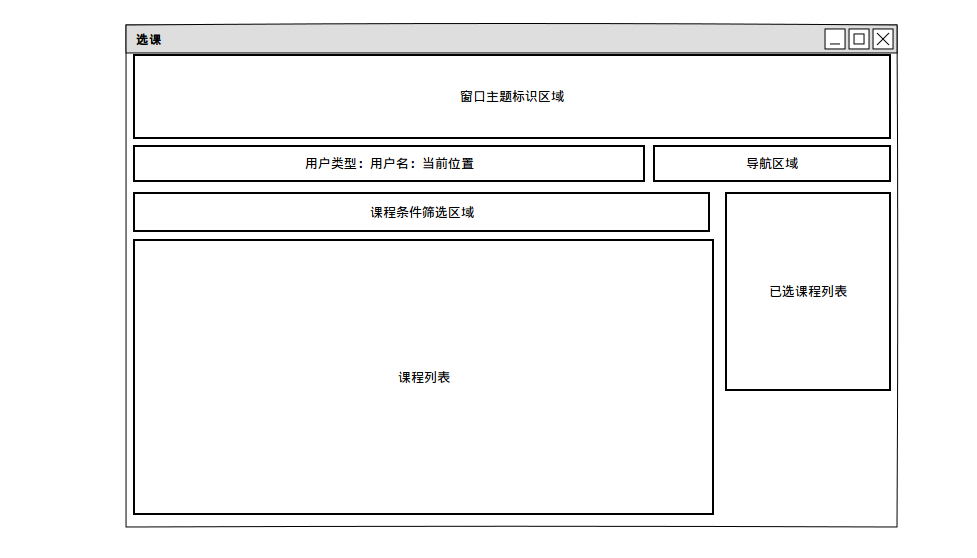 选课
窗口主题标识区域
用户类型：用户名：当前位置
导航区域
课程条件筛选区域
已选课程列表
课程列表